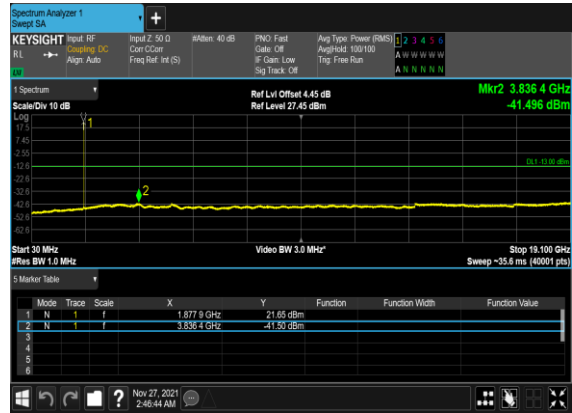 Spectrum Analyzer 1
Swept SA
+
KEYSIGHT Input: RF Input Z: 50 Ω #Atten: 40 dB PNO: Fast Avg Type: Power (RMS) 1 2 3 4 5 6
RL Coupling: DC Corr CCorr Gate: Off Avg|Hold: 100/100 A W W W W W
Align: Auto Freq Ref: Int (S) IF Gain: Low Trig: Free Run
Sig Track: Off A N N N N N
1 Spectrum Ref Lvl Offset 4.45 dB Mkr2 3.836 4 GHz
Scale/Div 10 dB Ref Level 27.45 dBm -41.496 dBm
Log
17.5
1
7.45
-2.55
-12.6 DL1 -13.00 dBm
-22.6
-32.6
2
-42.6
-52.6
-62.6
Start 30 MHz Video BW 3.0 MHz* Stop 19.100 GHz
#Res BW 1.0 MHz Sweep ~35.6 ms (40001 pts)
5 Marker Table
Mode Trace Scale X Y Function Function Width Function Value
1 N 1 f 1.877 9 GHz 21.65 dBm
2 N 1 f 3.836 4 GHz -41.50 dBm
3
4
5
6
? Nov 27, 2021
2:46:44 AM